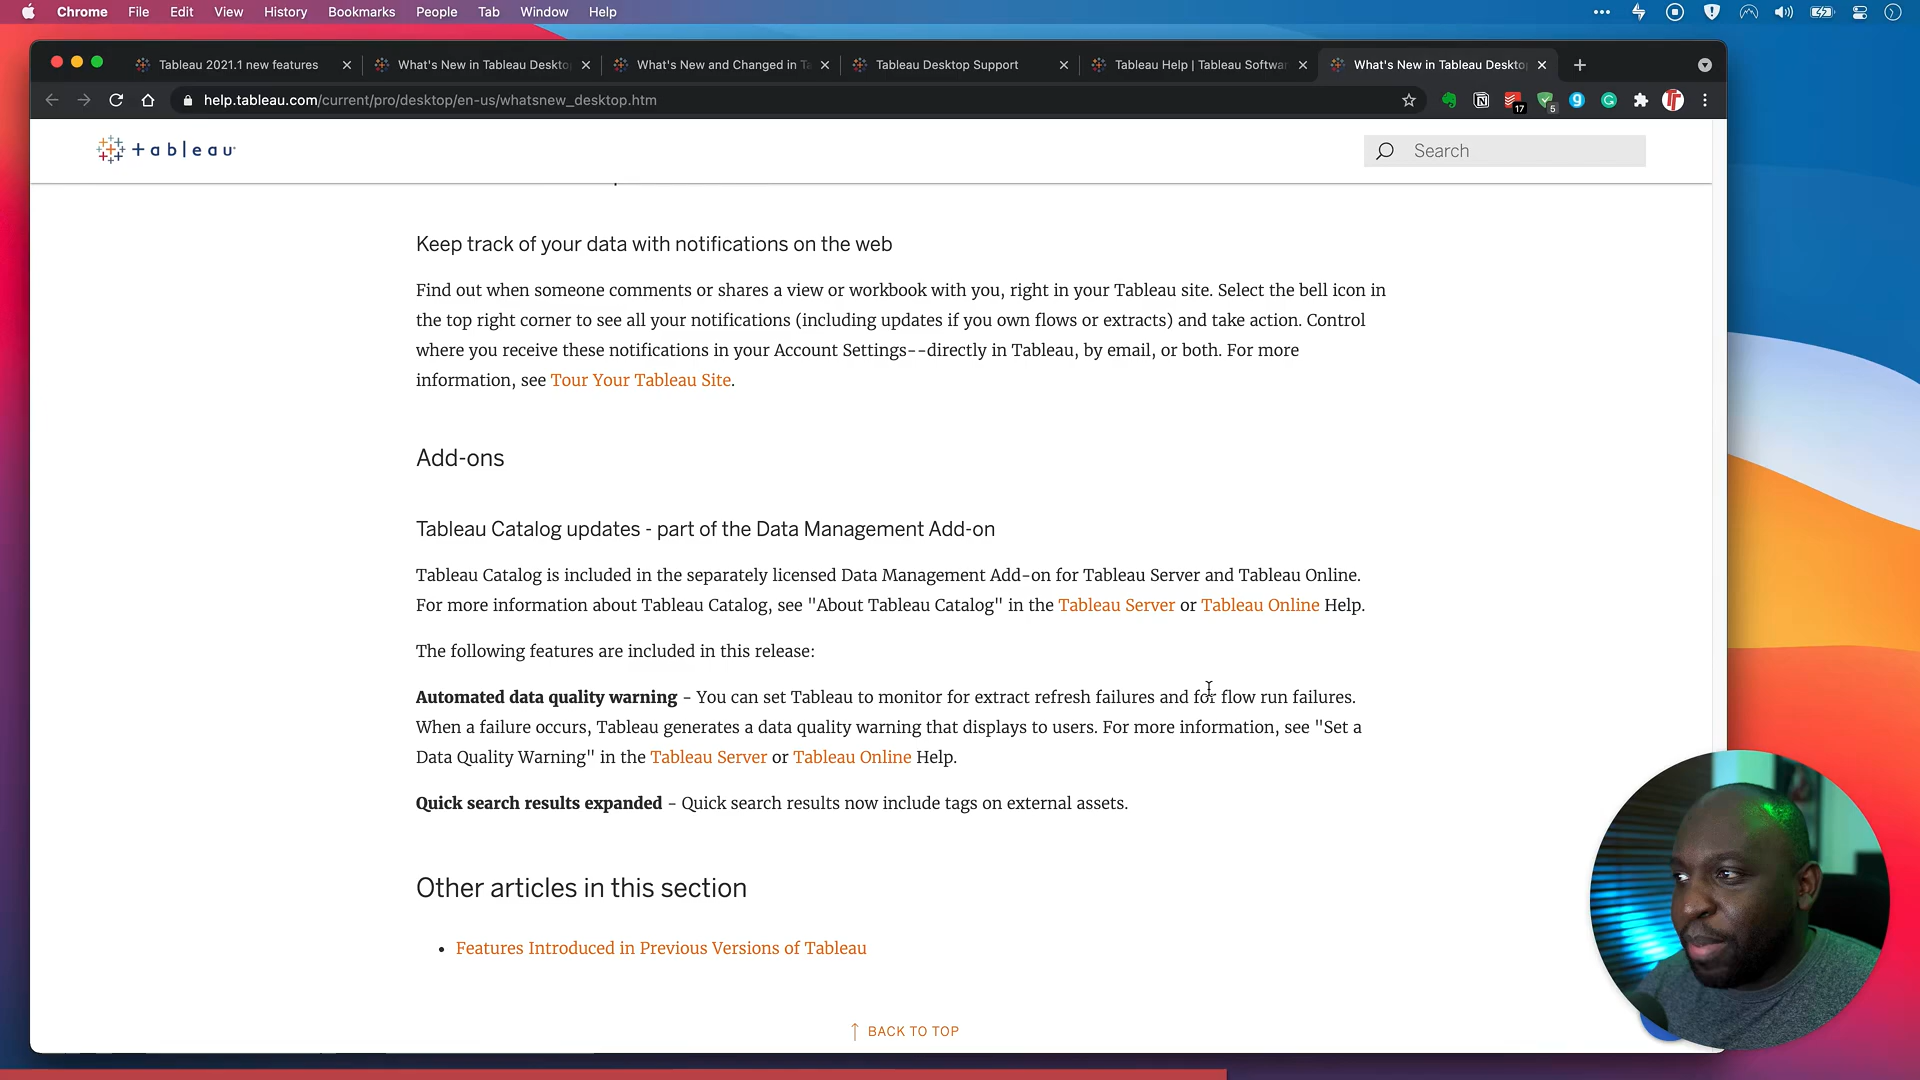 Chrome File Edit View History Bookmarks People Tab Window Help
Tableau 2021.1 new features
What's New in Tableau Deskto
What's New and Changed in Ta
Tableau Desktop Support
Tableau Help | Tableau Softwar
What's New in Tableau Deskto
help.tableau.com/current/pro/desktop/en-us/whatsnew_desktop.htm
17
5
+ableau
Search
Keep track of your data with notifications on the web
Find out when someone comments or shares a view or workbook with you, right in your Tableau site. Select the bell icon in
the top right corner to see all your notifications (including updates if you own flows or extracts) and take action. Control
where you receive these notifications in your Account Settings--directly in Tableau, by email, or both. For more
information, see Tour Your Tableau Site.
Add-ons
Tableau Catalog updates - part of the Data Management Add-on
Tableau Catalog is included in the separately licensed Data Management Add-on for Tableau Server and Tableau Online.
For more information about Tableau Catalog, see "About Tableau Catalog" in the Tableau Server or Tableau Online Help.
The following features are included in this release:
Automated data quality warning - You can set Tableau to monitor for extract refresh failures and for flow run failures.
When a failure occurs, Tableau generates a data quality warning that displays to users. For more information, see "Set a
Data Quality Warning" in the Tableau Server or Tableau Online Help.
Quick search results expanded - Quick search results now include tags on external assets.
Other articles in this section
• Features Introduced in Previous Versions of Tableau
BACK TO TOP